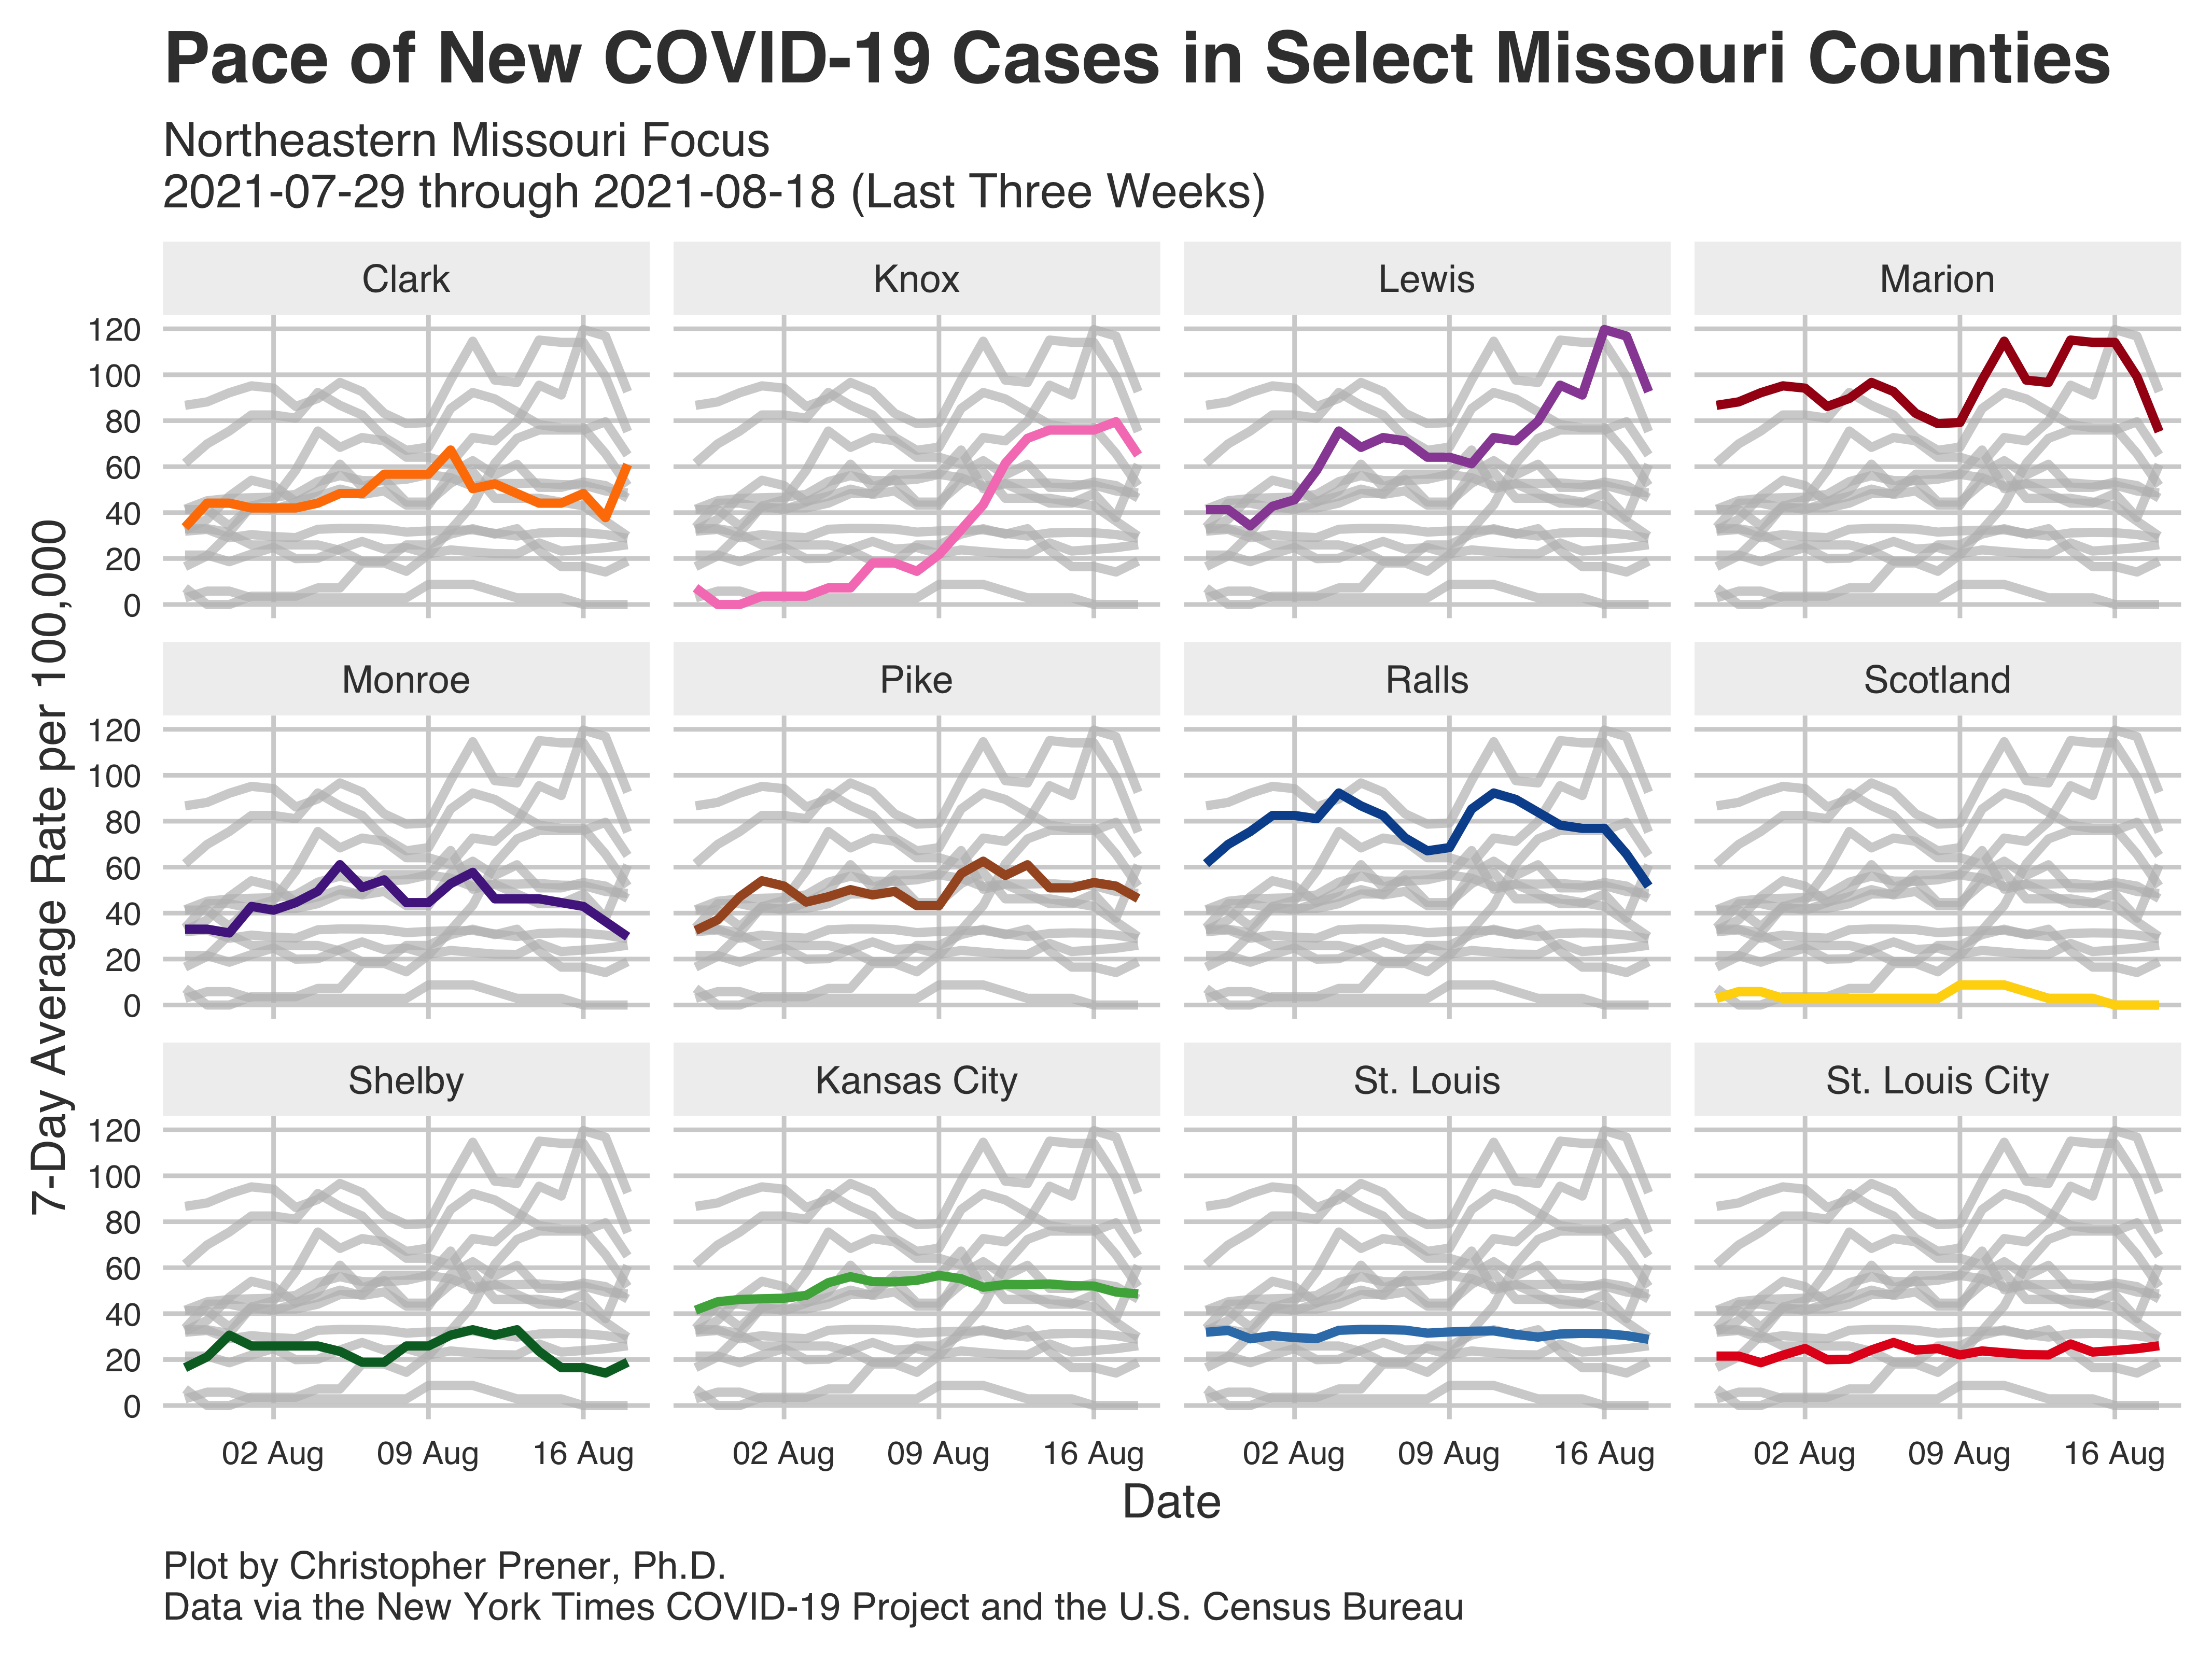 Pace of New COVID-19 Cases in Select Missouri Counties
Northeastern Missouri Focus
2021-07-29 through 2021-08-18 (Last Three Weeks)
7-Day Average Rate per 100,000
Clark
Knox
Lewis
Marion
120
100
80
60
40
20
0
Monroe
Pike
Ralls
Scotland
120
100
80
60
40
20
0
Shelby
Kansas City
St. Louis
St. Louis City
120
100
80
60
40
20
0
02 Aug 09 Aug 16 Aug
02 Aug 09 Aug 16 Aug
02 Aug 09 Aug 16 Aug
02 Aug 09 Aug 16 Aug
Date
Plot by Christopher Prener, Ph.D.
Data via the New York Times COVID-19 Project and the U.S. Census Bureau